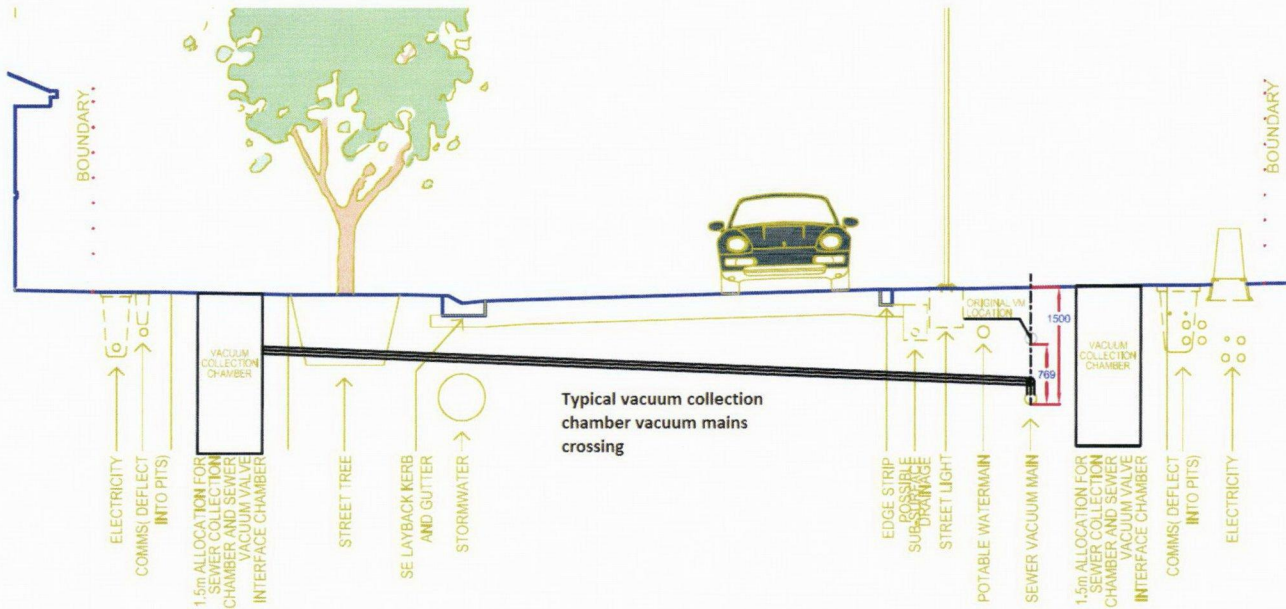 BOUNDARY
BOUNDARY
ORIGINAL VM
LOCATION
1500
769
VACUUM
COLLECTION
CHAMBER
VACUUM
COLLECTION
CHAMBER
Typical vacuum collection
chamber vacuum mains
crossing
ELECTRICITY
COMMS( DEFLECT
INTO PITS)
1.5m ALLOCATION FOR
SEWER COLLECTION
CHAMBER AND SEWER
VACUUM VALVE
INTERFACE CHAMBER
STREET TREE
SE LAYBACK KERB
AND GUTTER
STORMWATER
EDGE STRIP
POSSIBLE
SUBSURFACE
DRAINAGE
STREET LIGHT
POTABLE WATERMAIN
SEWER VACUUM MAIN
1.5m ALLOCATION FOR
SEWER COLLECTION
CHAMBER AND SEWER
VACUUM VALVE
INTERFACE CHAMBER
COMMS( DEFLECT
INTO PITS)
ELECTRICITY